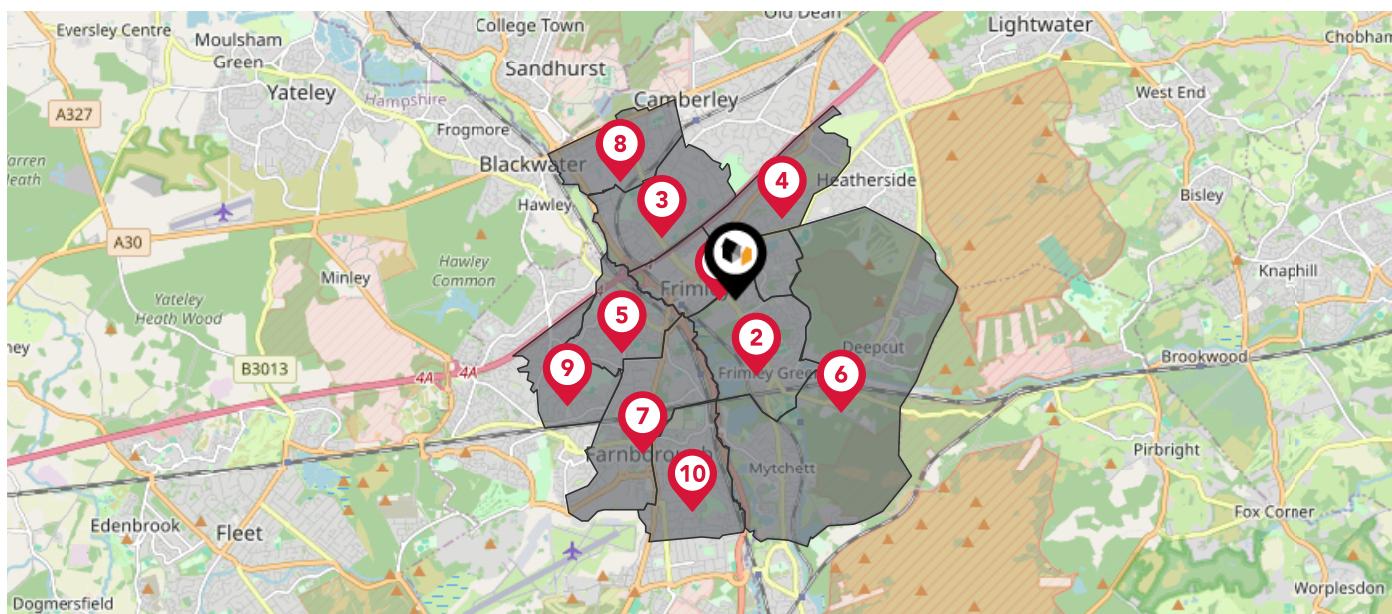 Eversley Centre
College Town
Old Dean
Lightwater
Chobham
Moulsham
Green
Sandhurst
Yateley
Hampshire
Camberley
West End
A327
Frogmore
8
Blackwater
4
Heatherside
Bisley
Hawley
3
A30
Minley
Hawley
Common
Knaphill
Yateley
Heath Wood
5
2
Deepcut
Brookwood
B3013
4A
4A
9
Frimley Green
6
7
Pirbright
Farnborough
Mytchett
10
Edenbrook
Fleet
Fox Corner
Dogmersfield
Worplesdon